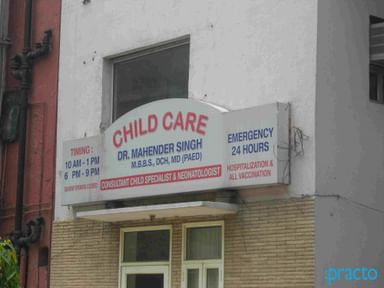 TIMING :
10 AM - 1 PM
6 PM - 9 PM
CHILD CARE
DR. MAHENDER SINGH
M.B.B.S., DCH, MD (PAED)
CONSULTANT CHILD SPECIALIST & NEONATOLOGIST
EMERGENCY
24 HOURS
HOSPITALIZATION &
ALL VACCINATION
practo